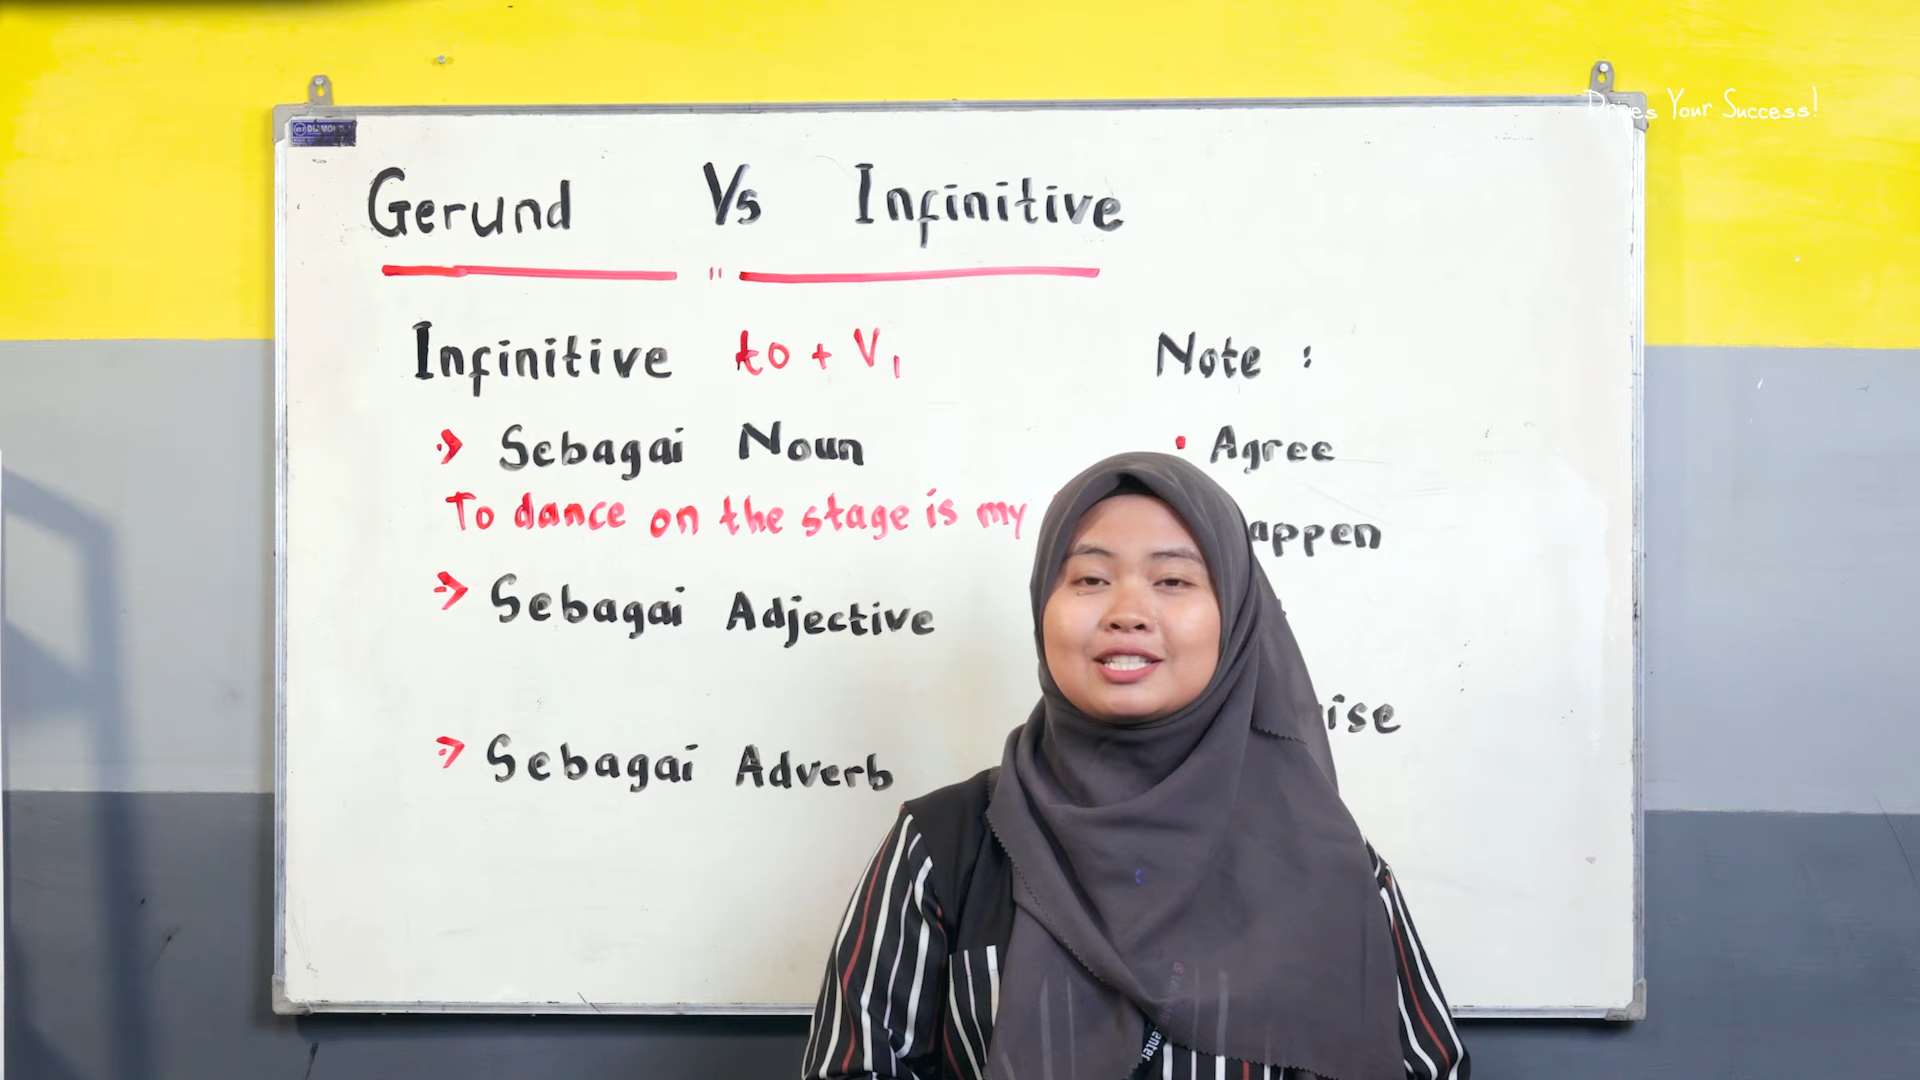 DIAMOND
Your Success!
Gerund Vs Infinitive
"
Infinitive to + V1
Note :
Sebagai Noun
• Agree
To dance on the stage is my
appen
Sebagai Adjective
ise
Sebagai Adverb